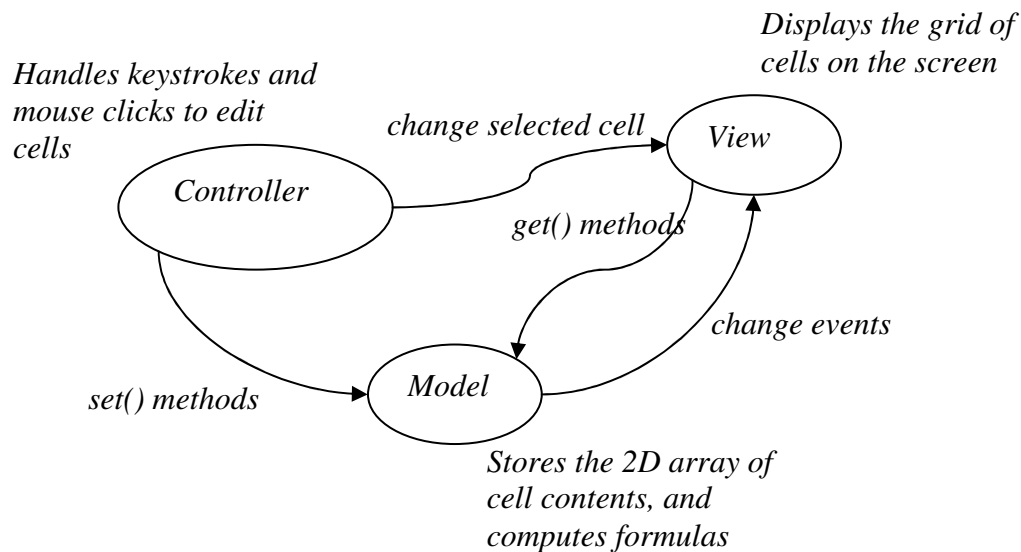 Displays the grid of
cells on the screen
Handles keystrokes and
mouse clicks to edit
cells
change selected cell
View
Controller
get() methods
change events
Model
set() methods
Stores the 2D array of
cell contents, and
computes formulas